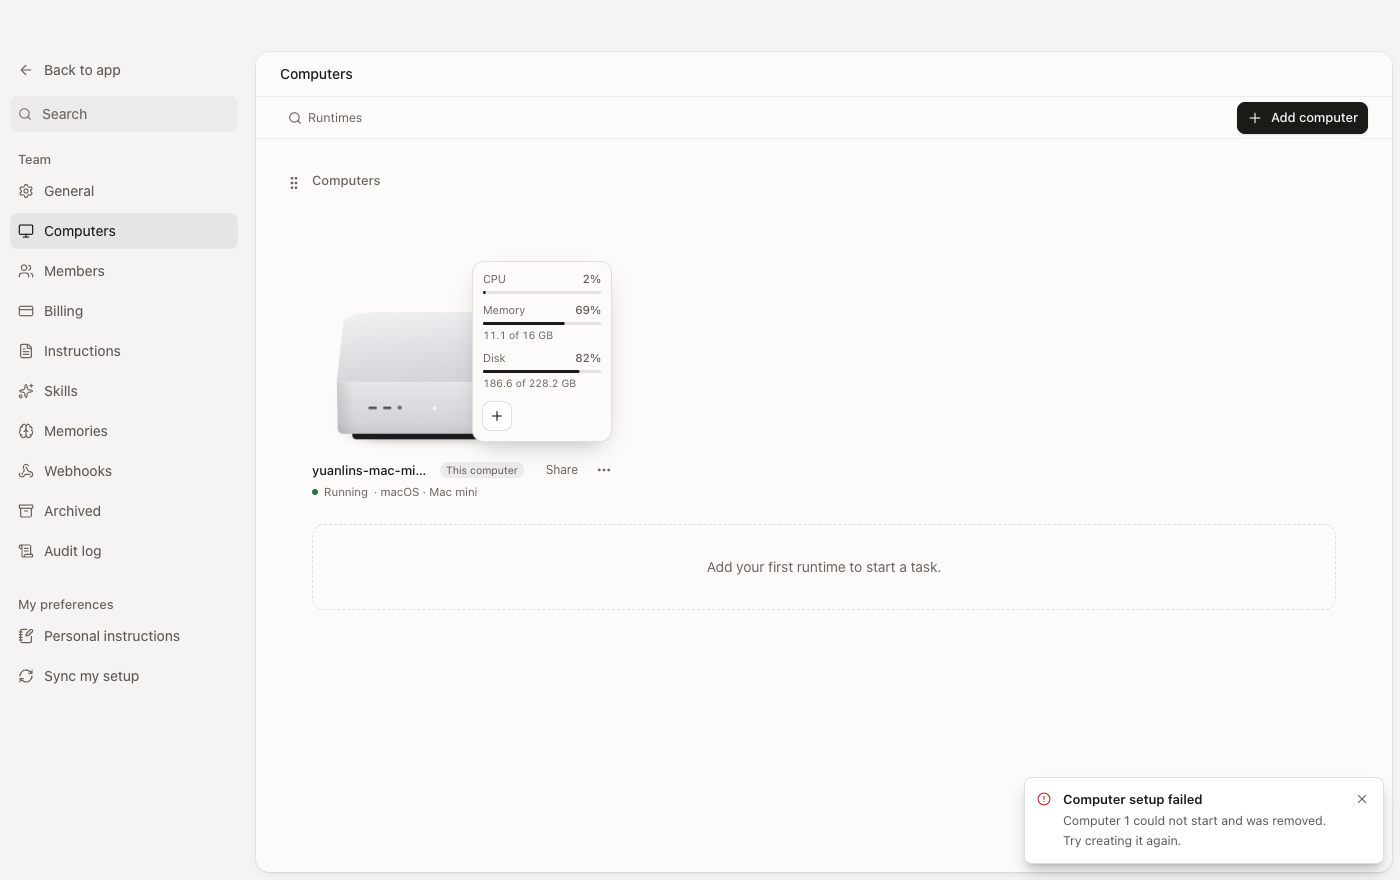 Back to app
Search
Team
General
Computers
Members
Billing
Instructions
Skills
Memories
Webhooks
Archived
Audit log
My preferences
Personal instructions
Sync my setup
Computers
Runtimes
Add computer
Computers
CPU 2%
Memory 69%
11.1 of 16 GB
Disk 82%
186.6 of 228.2 GB
yuanlins-mac-mi... This computer Share
Running · macOS · Mac mini
Add your first runtime to start a task.
Computer setup failed
Computer 1 could not start and was removed.
Try creating it again.